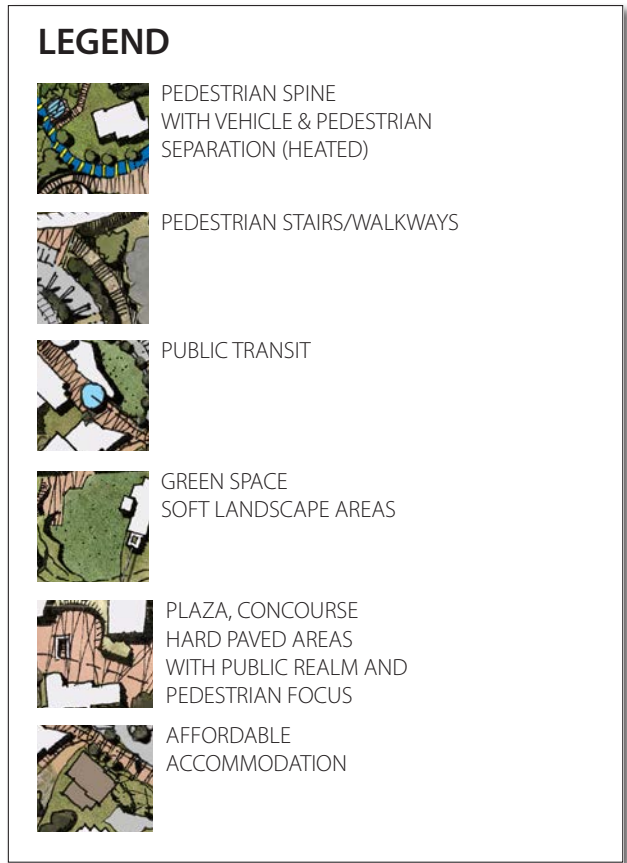 LEGEND
PEDESTRIAN SPINE
WITH VEHICLE & PEDESTRIAN
SEPARATION (HEATED)
PEDESTRIAN STAIRS/WALKWAYS
PUBLIC TRANSIT
GREEN SPACE
SOFT LANDSCAPE AREAS
PLAZA, CONCOURSE
HARD PAVED AREAS
WITH PUBLIC REALM AND
PEDESTRIAN FOCUS
AFFORDABLE
ACCOMMODATION